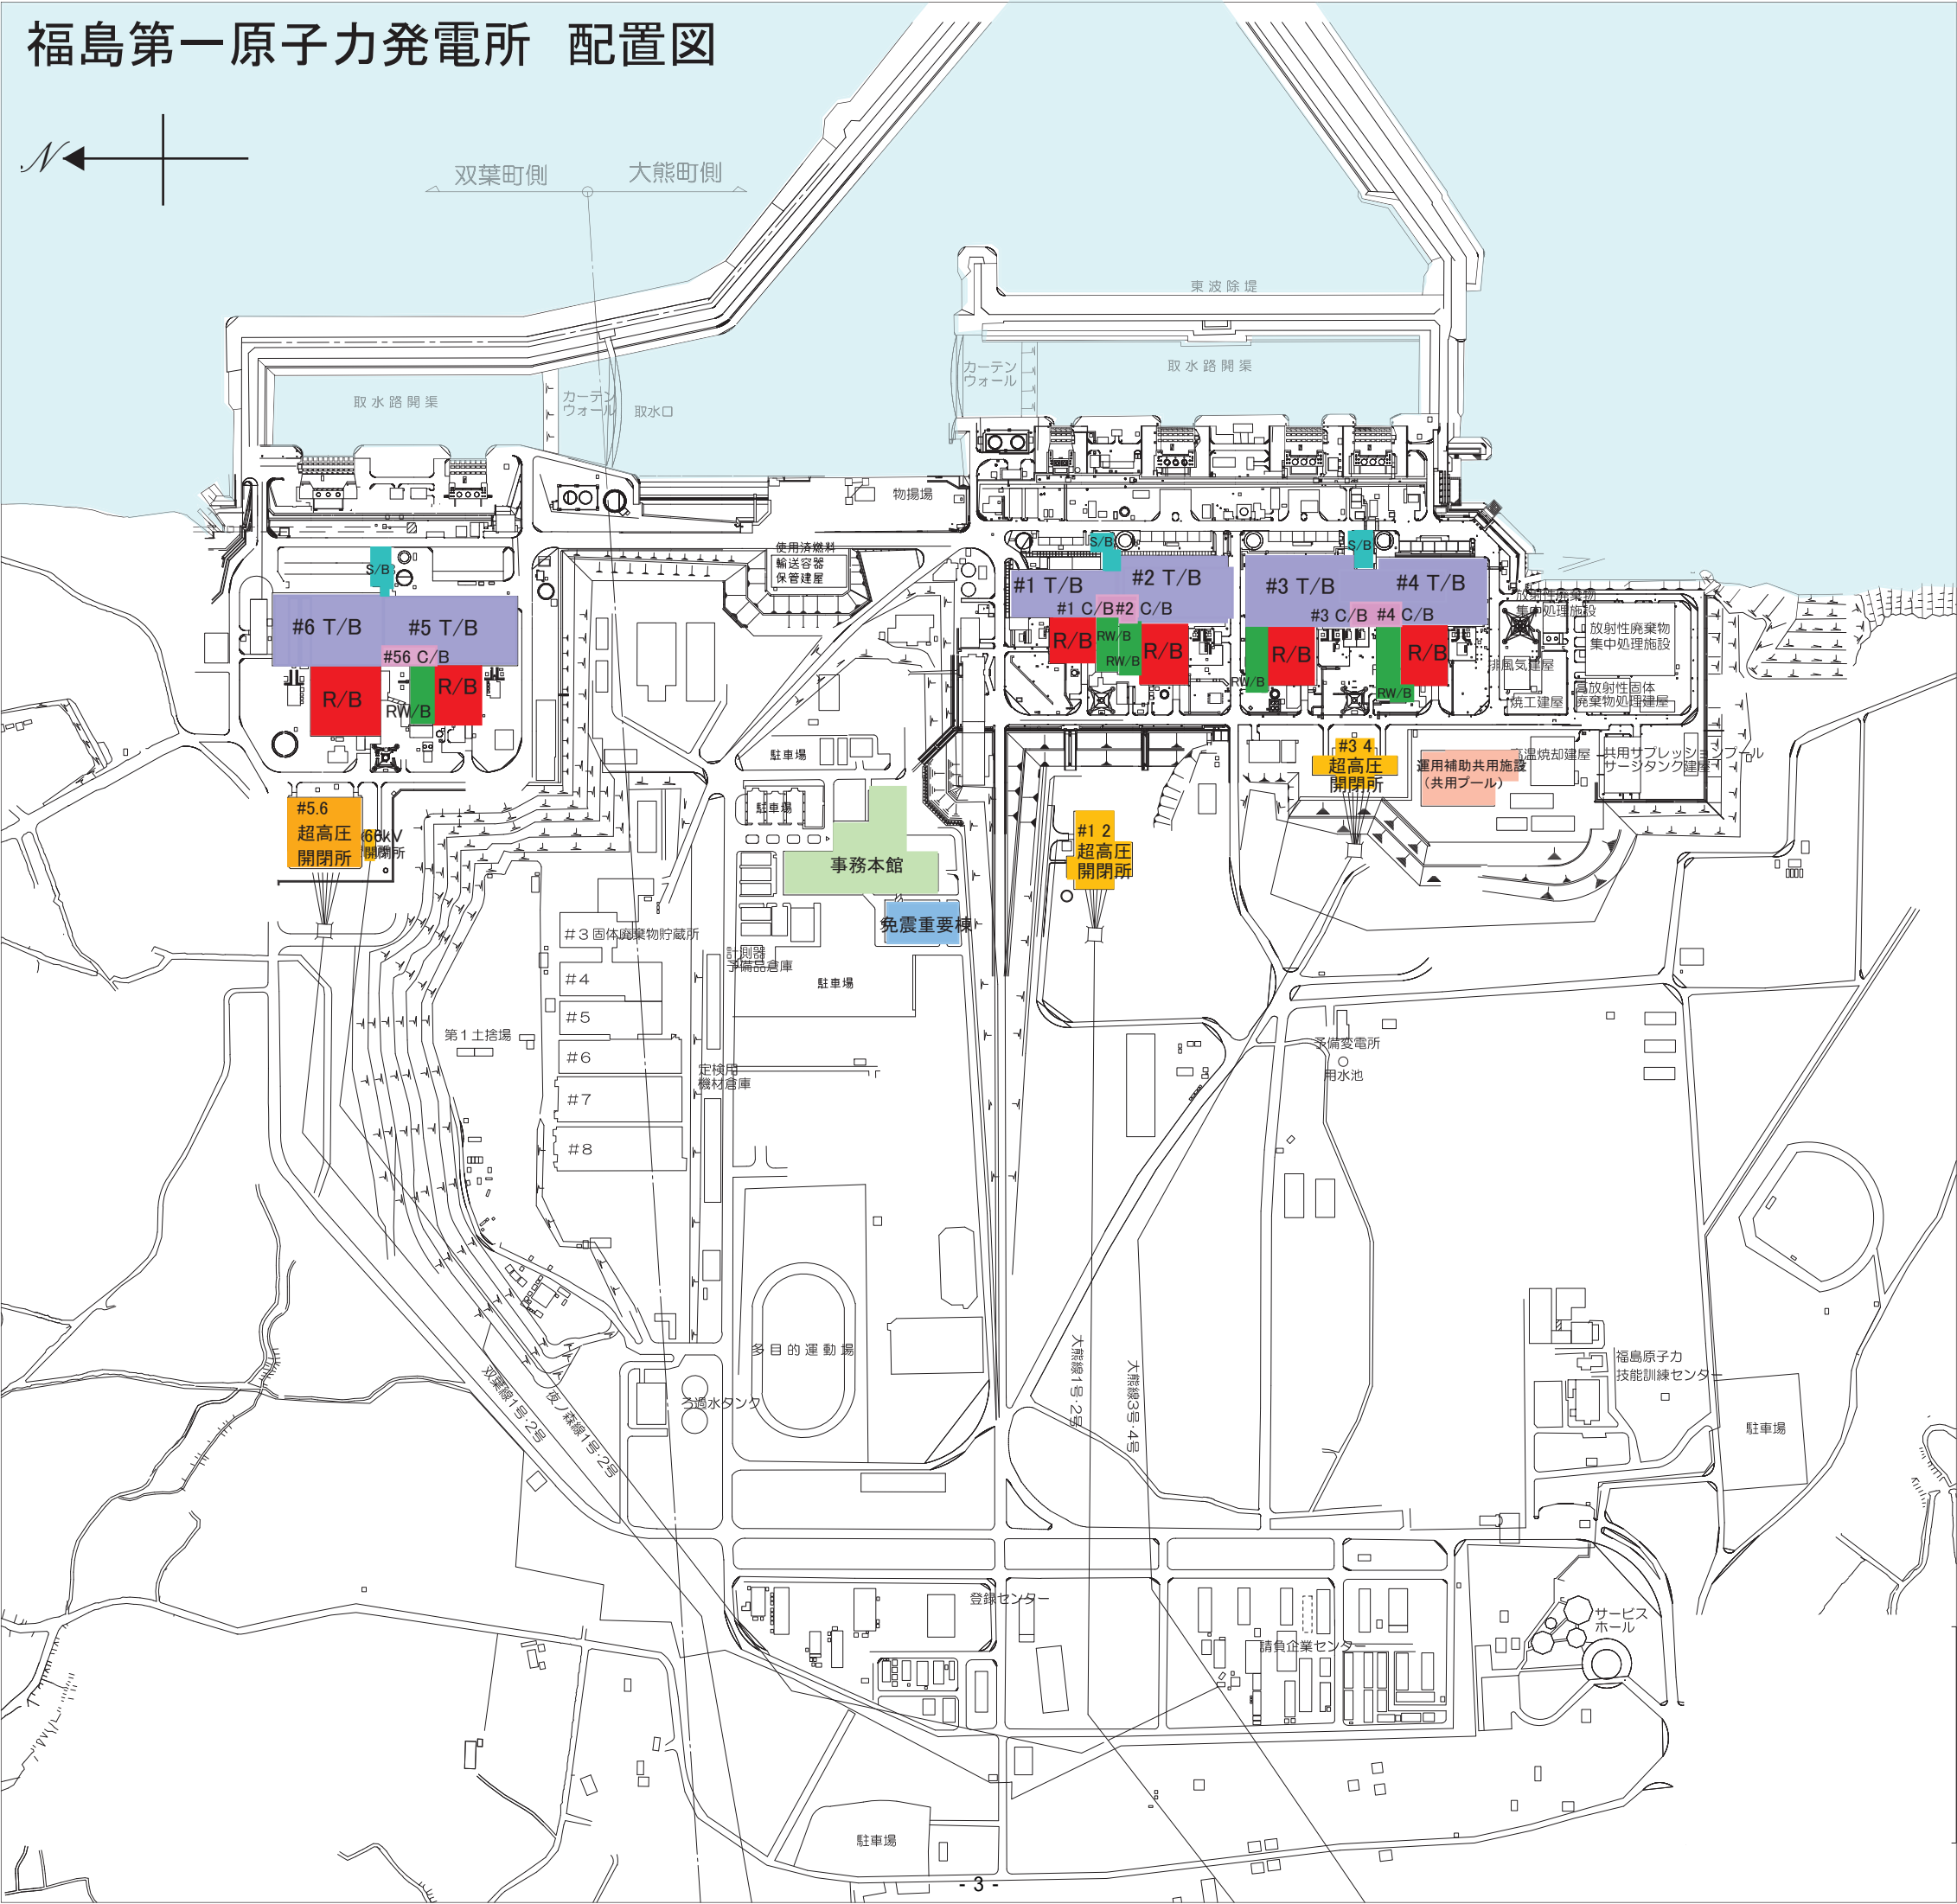 福島第一原子力発電所 配置図
N
双葉町側
大熊町側
東波除堤
カーテン
ウォール
取水路開渠
取水路開渠
カーテン
ウォール
取水口
物揚場
使用済燃料
輸送容器
保管建屋
S/B
S/B
S/B
#6 T/B
#5 T/B
#56 C/B
R/B
RW/B
R/B
#1 T/B
#2 T/B
#1 C/B
#2 C/B
R/B
RW/B
RW/B
R/B
#3 T/B
#4 T/B
#3 C/B
#4 C/B
RW/B
R/B
RW/B
R/B
放射性廃棄物
集中処理施設
放射性廃棄物
集中処理施設
排風気建屋
焼工建屋
高放射性固体
廃棄物処理建屋
駐車場
#3 4
超高圧
開閉所
運用補助共用施設
(共用プール)
高温焼却建屋
共用サプレッションプール
サージタンク建屋
#5.6
超高圧
開閉所
66kV
開閉所
駐車場
事務本館
#1 2
超高圧
開閉所
免震重要棟
#3 固体廃棄物貯蔵所
計測器
予備品倉庫
#4
駐車場
#5
第1土捨場
予備変電所
#6
定検用
機材倉庫
用水池
#7
#8
多目的運動場
福島原子力
技能訓練センター
大熊線1号・2号
大熊線3号・4号
双葉線1号・2号
夜ノ森線1号・2号
ろ過水タンク
駐車場
登録センター
サービス
ホール
請負企業センター
駐車場
- 3 -